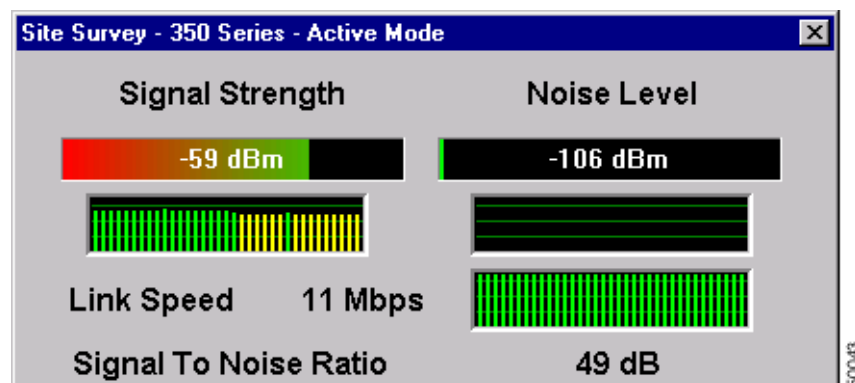 Site Survey - 350 Series - Active Mode
Signal Strength
Noise Level
-59 dBm
-106 dBm
Link Speed 11 Mbps
Signal To Noise Ratio 49 dB